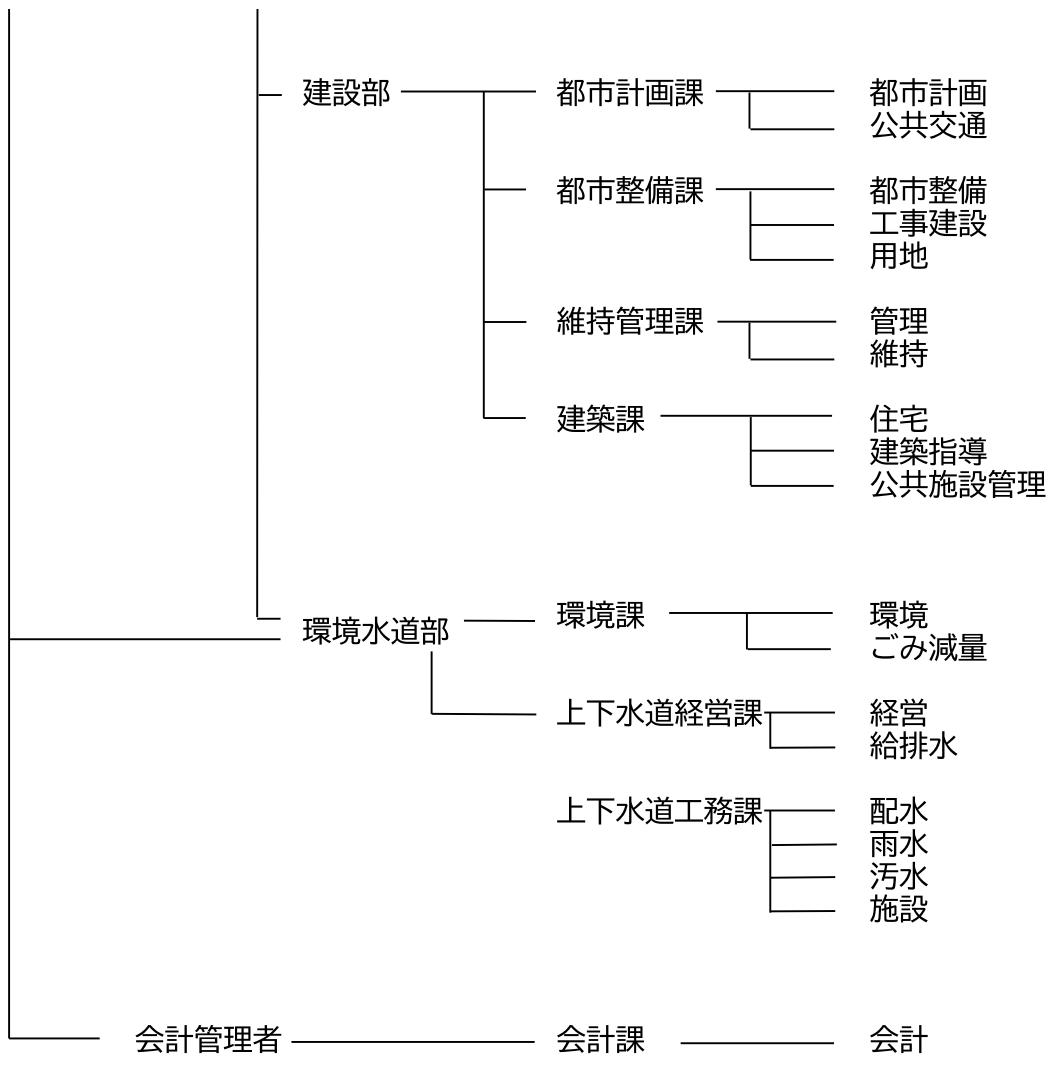 建設部 都市計画課 都市計画
公共交通
都市整備課 都市整備
工事建設
用地
維持管理課 管理
維持
建築課 住宅
建築指導
公共施設管理
環境水道部 環境課 環境
ごみ減量
上下水道経営課 経営
給排水
上下水道工務課 配水
雨水
汚水
施設
会計管理者 会計課 会計